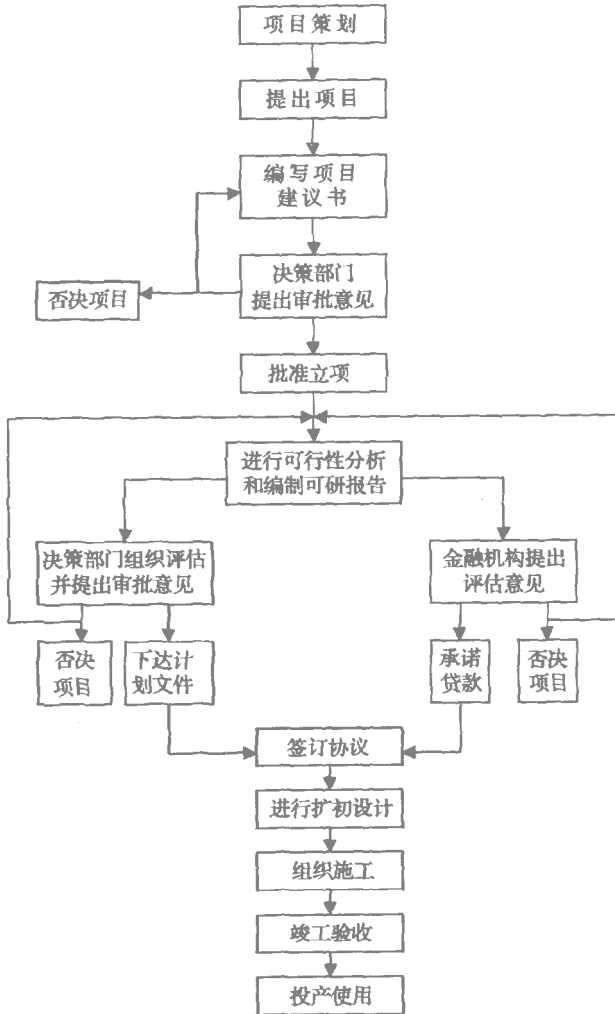 项目策划
提出项目
编写项目
建议书
决策部门
提出审批意见
否决项目
批准立项
进行可行性分析
和编制可研报告
决策部门组织评估
并提出审批意见
金融机构提出
评估意见
否决
项目
下达计
划文件
承诺
贷款
否决
项目
签订协议
进行扩初设计
组织施工
竣工验收
投产使用